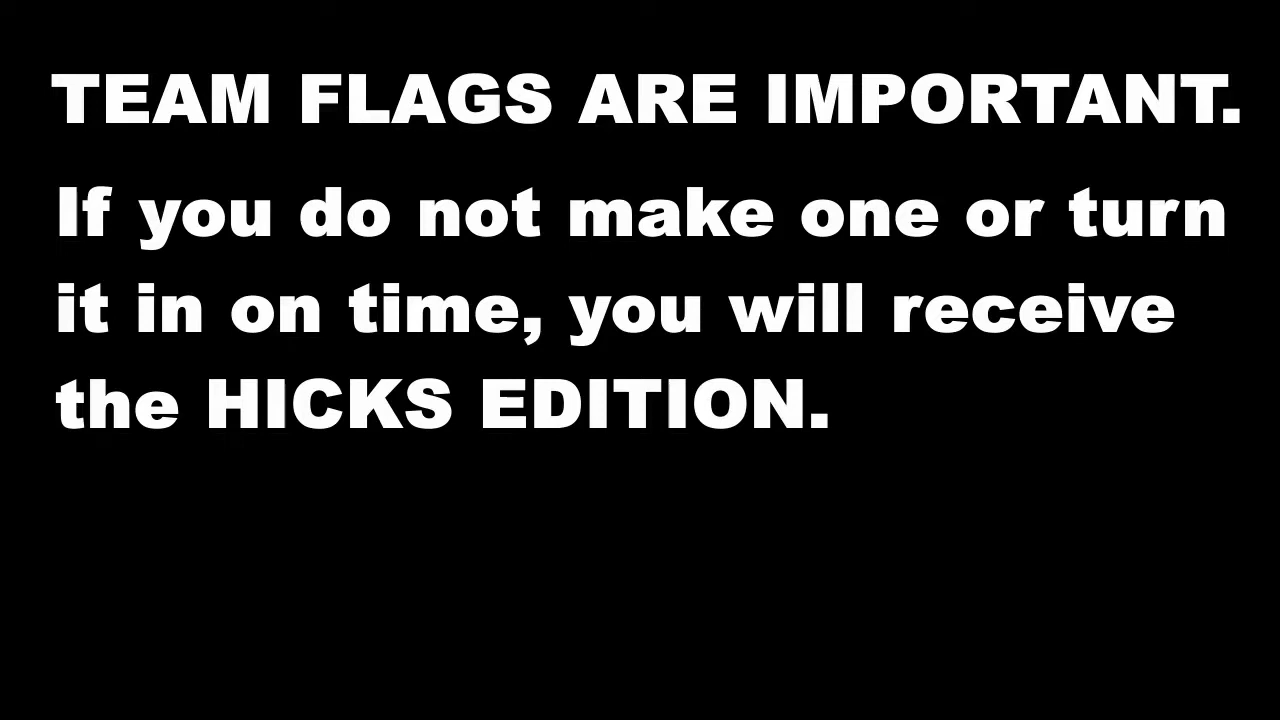 TEAM FLAGS ARE IMPORTANT.
If you do not make one or turn
it in on time, you will receive
the HICKS EDITION.